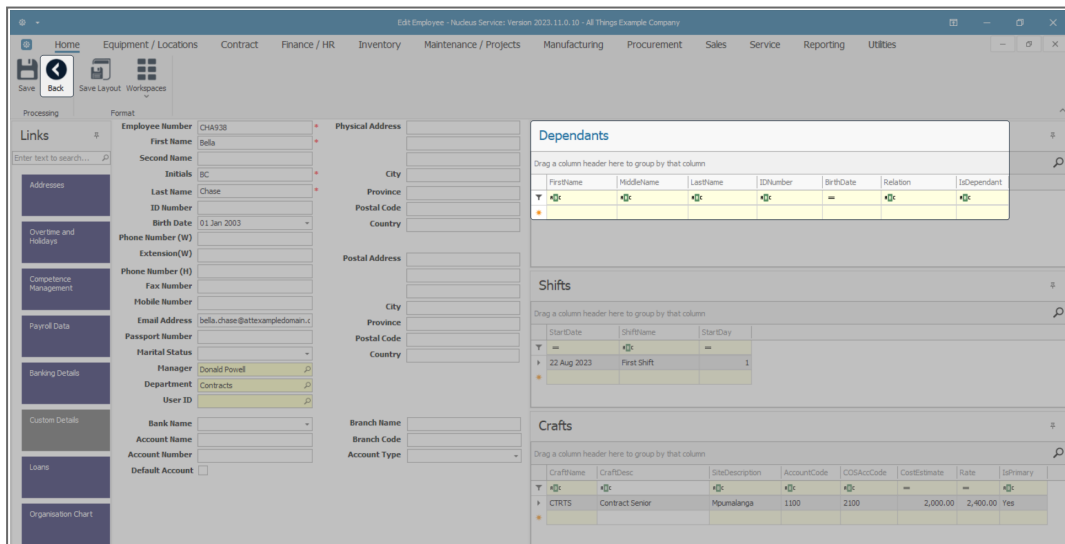 Edit Employee - Nucleus Service: Version 2023.11.0.10 - All Things Example Company
Home Equipment / Locations Contract Finance / HR Inventory Maintenance / Projects Manufacturing Procurement Sales Service Reporting Utilities
Save Back Save Layout Workspaces
Processing Format
Links
Enter text to search...
Addresses
Overtime and
Holidays
Competence
Management
Payroll Data
Banking Details
Custom Details
Loans
Organisation Chart
Employee Number CHA938 *
First Name Bella *
Second Name
Initials BC *
Last Name Chase *
ID Number
Birth Date 01 Jan 2003
Phone Number (W)
Extension(W)
Phone Number (H)
Fax Number
Mobile Number
Email Address bella.chase@attexampledomain.c
Passport Number
Marital Status
Manager Donald Powell
Department Contracts
User ID
Bank Name
Account Name
Account Number
Default Account
Physical Address
City
Province
Postal Code
Country
Postal Address
City
Province
Postal Code
Country
Branch Name
Branch Code
Account Type
Dependants
Drag a column header here to group by that column
FirstName MiddleName LastName IDNumber BirthDate Relation IsDependant
Shifts
Drag a column header here to group by that column
StartDate ShiftName StartDay
22 Aug 2023 First Shift 1
Crafts
Drag a column header here to group by that column
CraftName CraftDesc SiteDescription AccountCode COSAccCode CostEstimate Rate IsPrimary
CTRTS Contract Senior Mpumalanga 1100 2100 2,000.00 2,400.00 Yes